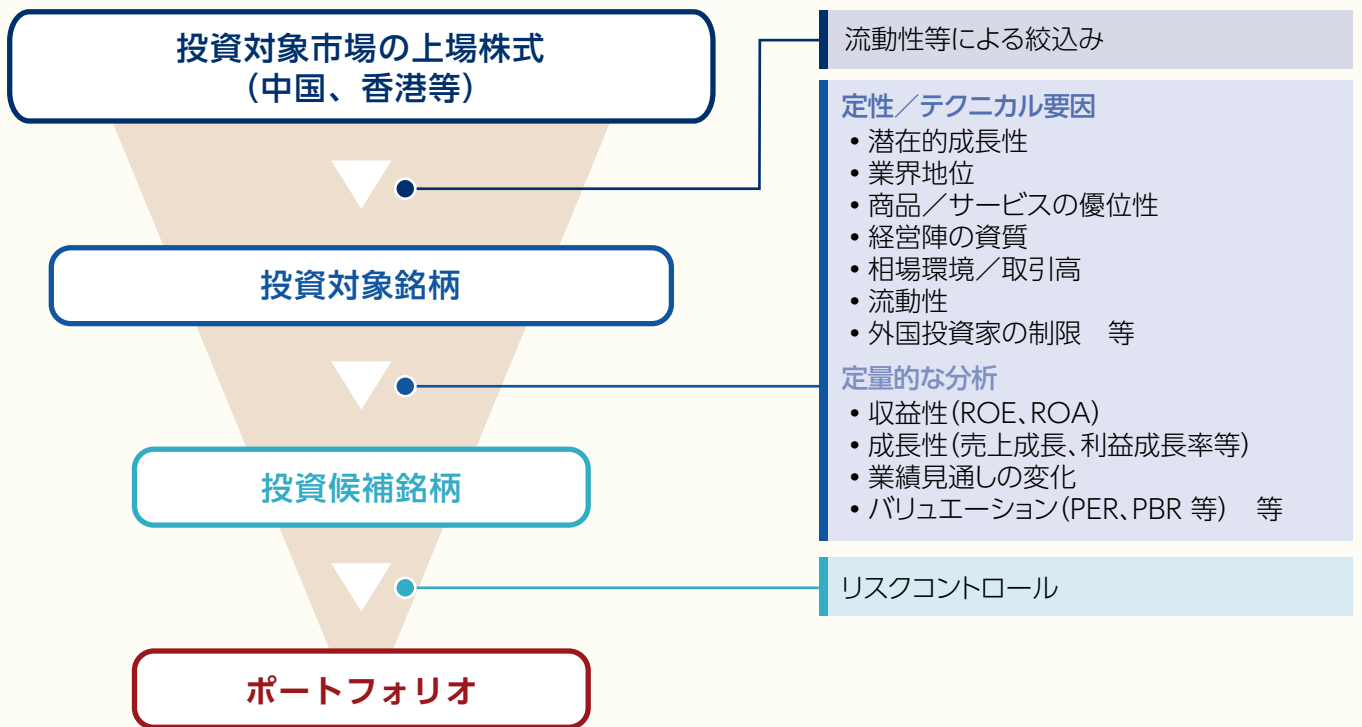 投資対象市場の上場株式
（中国、香港等）
流動性等による絞込み
定性／テクニカル要因
• 潜在的成長性
• 業界地位
• 商品／サービスの優位性
• 経営陣の資質
• 相場環境／取引高
• 流動性
• 外国投資家の制限　等
投資対象銘柄
定量的な分析
• 収益性（ROE、ROA）
• 成長性（売上成長、利益成長率等）
• 業績見通しの変化
• バリュエーション（PER、PBR 等）　等
投資候補銘柄
リスクコントロール
ポートフォリオ